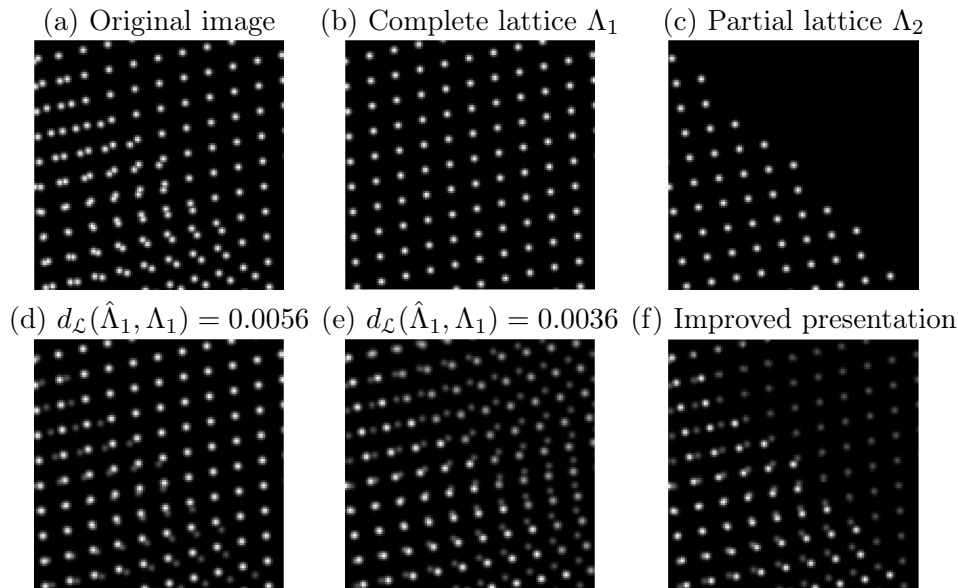 (a) Original image
(b) Complete lattice Λ₁
(c) Partial lattice Λ₂
(d) d_ℒ(Λ̂₁, Λ₁) = 0.0056
(e) d_ℒ(Λ̂₁, Λ₁) = 0.0036
(f) Improved presentation